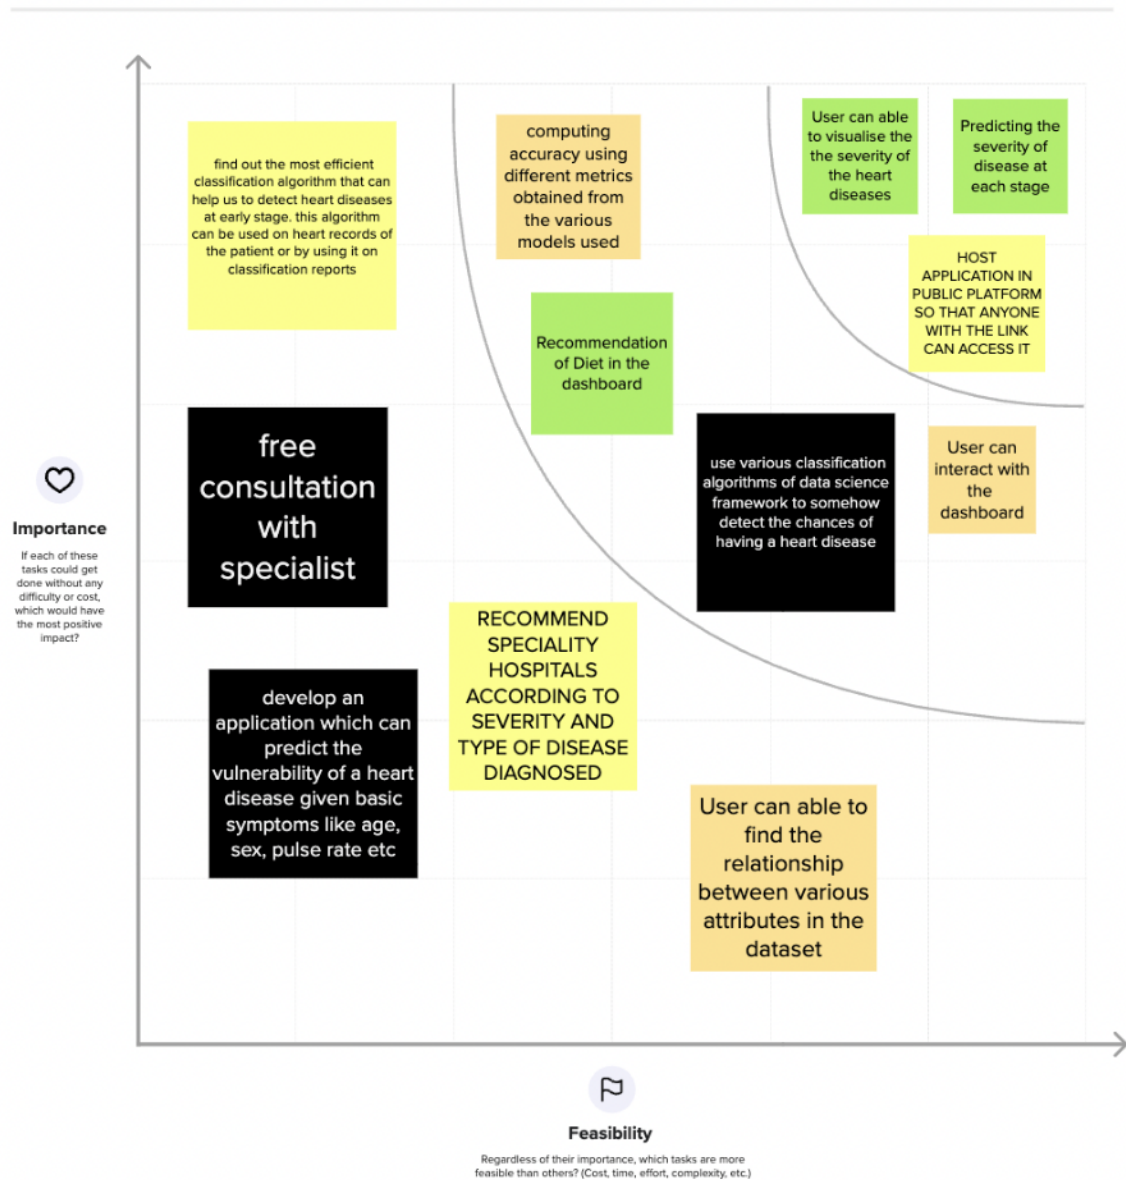 find out the most efficient
classification algorithm that can
help us to detect heart diseases
at early stage. this algorithm
can be used on heart records of
the patient or by using it on
classification reports
computing
accuracy using
different metrics
obtained from
the various
models used
User can able
to visualise the
the severity of
the heart
diseases
Predicting the
severity of
disease at
each stage
HOST
APPLICATION IN
PUBLIC PLATFORM
SO THAT ANYONE
WITH THE LINK
CAN ACCESS IT
Recommendation
of Diet in the
dashboard
free
consultation
with
specialist
use various classification
algorithms of data science
framework to somehow
detect the chances of
having a heart disease
User can
interact with
the
dashboard
Importance
If each of these
tasks could get
done without any
difficulty or cost,
which would have
the most positive
impact?
RECOMMEND
SPECIALITY
HOSPITALS
ACCORDING TO
SEVERITY AND
TYPE OF DISEASE
DIAGNOSED
develop an
application which can
predict the
vulnerability of a heart
disease given basic
symptoms like age,
sex, pulse rate etc
User can able to
find the
relationship
between various
attributes in the
dataset
Feasibility
Regardless of their importance, which tasks are more
feasible than others? (Cost, time, effort, complexity, etc.)